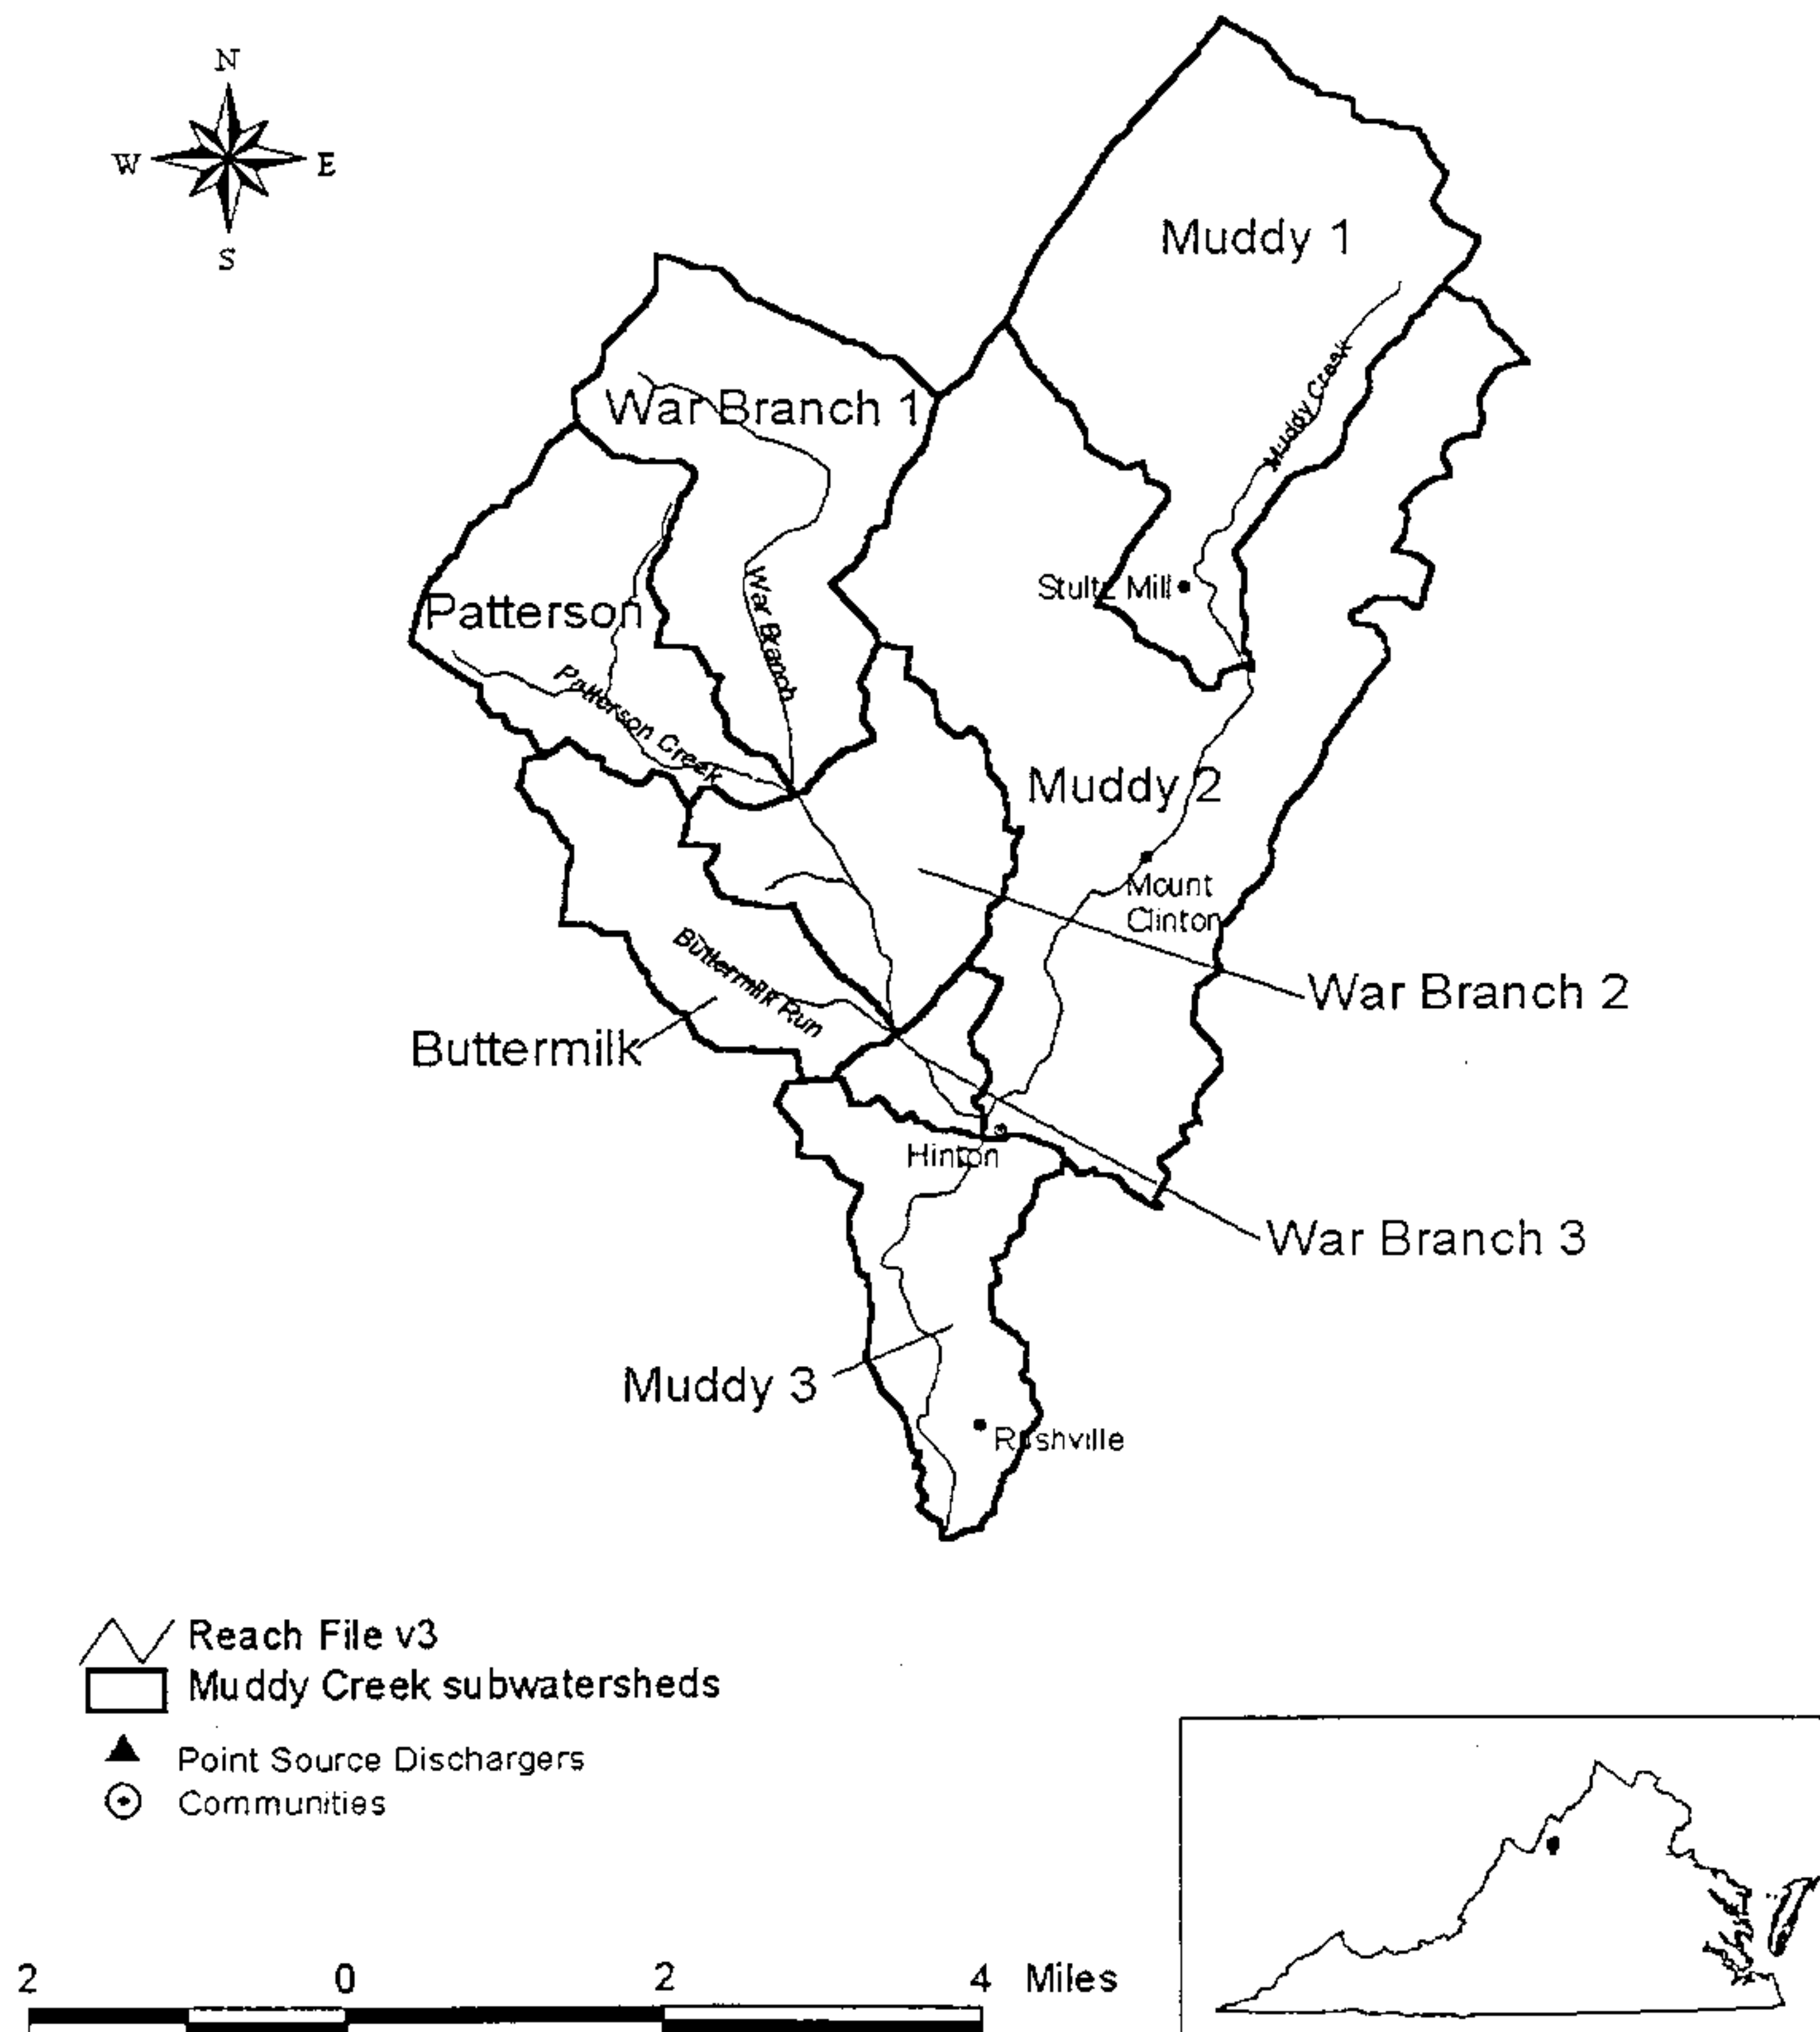 N
W E
S
Muddy 1
Muddy Creek
War Branch 1
Stultz Mill
War Branch
Patterson
Patterson Creek
Muddy 2
Mount
Clinton
Buttermilk Run
War Branch 2
Buttermilk
Hinton
War Branch 3
Muddy 3
Rushville
Reach File v3
Muddy Creek subwatersheds
Point Source Dischargers
Communities
2 0 2 4 Miles